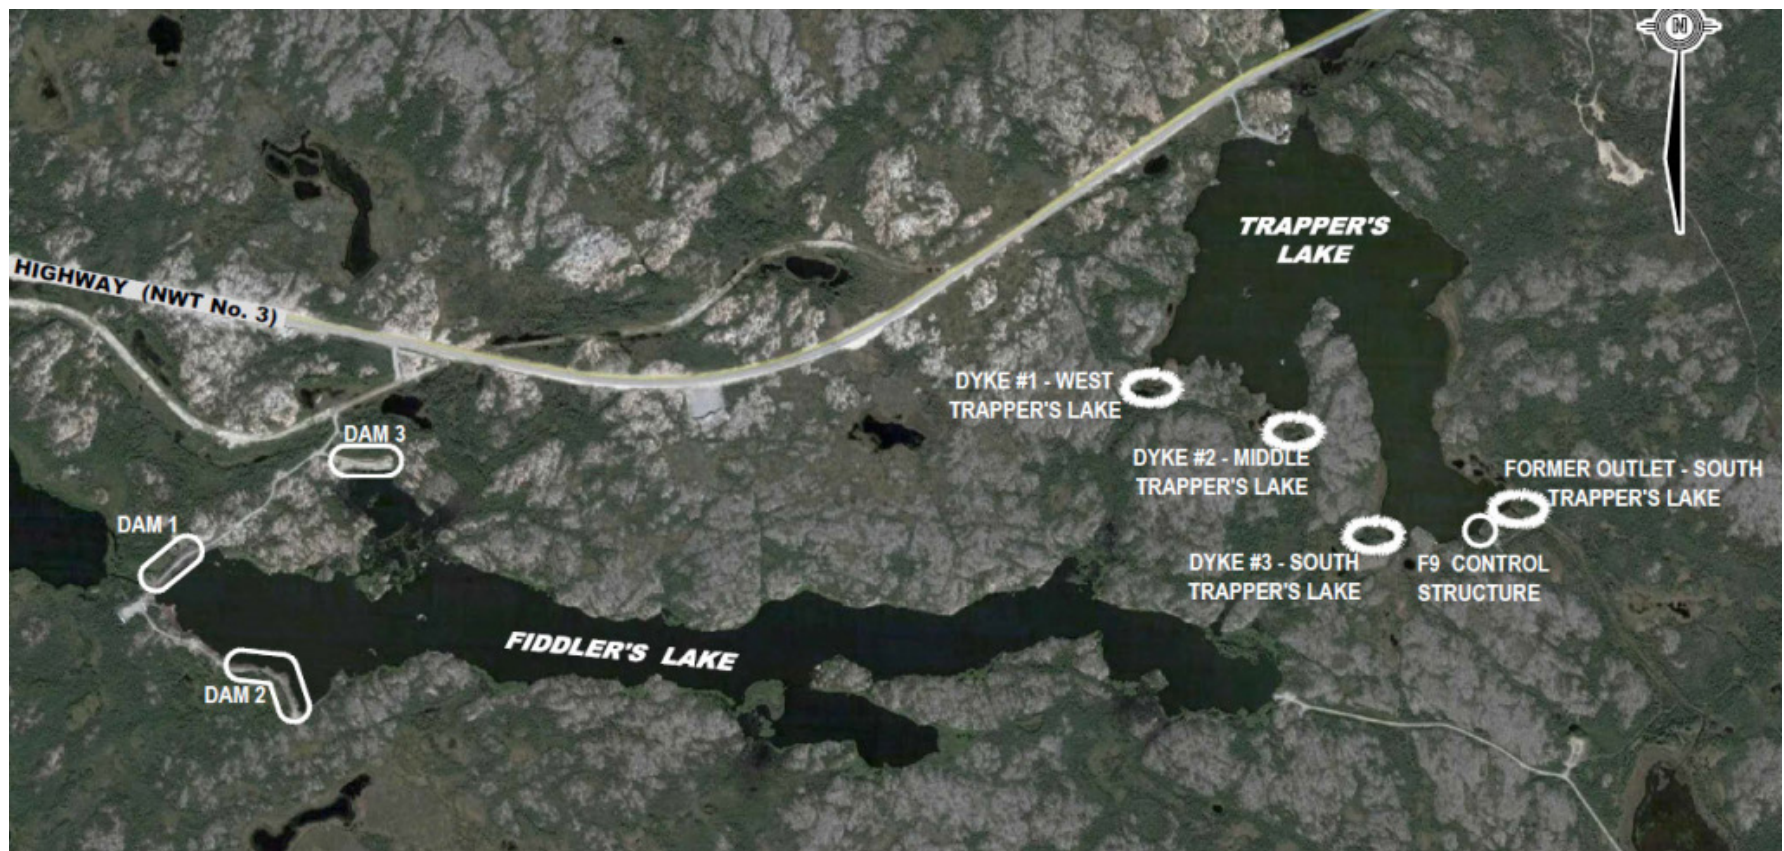 N
TRAPPER'S
LAKE
HIGHWAY (NWT No. 3)
DYKE #1 - WEST
TRAPPER'S LAKE
DAM 3
DYKE #2 - MIDDLE
TRAPPER'S LAKE
FORMER OUTLET - SOUTH
TRAPPER'S LAKE
DAM 1
DYKE #3 - SOUTH
TRAPPER'S LAKE
F9 CONTROL
STRUCTURE
FIDDLER'S LAKE
DAM 2